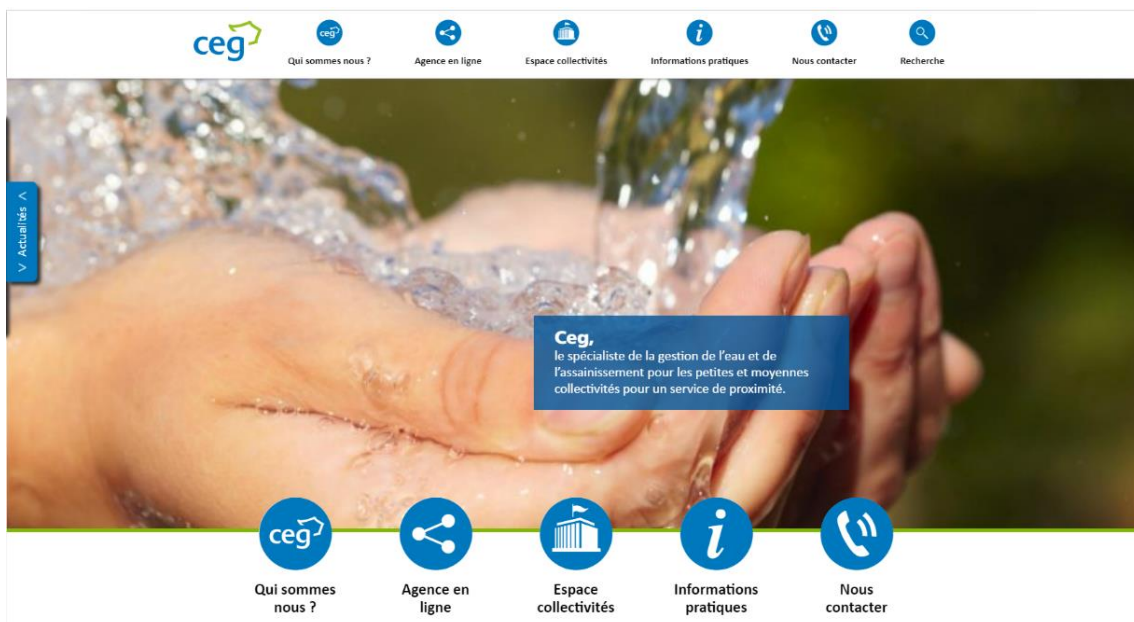 ceg
ceg
Qui sommes nous ?
Agence en ligne
Espace collectivités
Informations pratiques
Nous contacter
Recherche
< Actualités >
Ceg,
le spécialiste de la gestion de l'eau et de
l'assainissement pour les petites et moyennes
collectivités pour un service de proximité.
ceg
Qui sommes
nous ?
Agence en
ligne
Espace
collectivités
Informations
pratiques
Nous
contacter